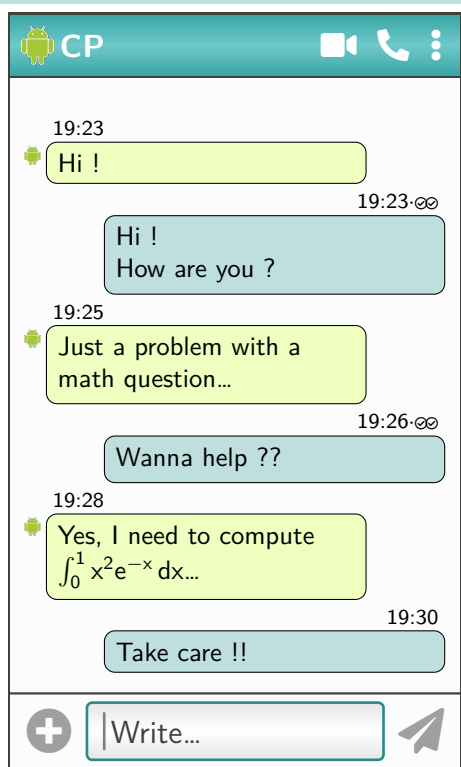 CP
19:23
Hi !
19:23·
Hi !
How are you ?
19:25
Just a problem with a
math question…
19:26·
Wanna help ??
19:28
Yes, I need to compute
∫₀¹ x²e⁻ˣ dx…
19:30
Take care !!
Write…